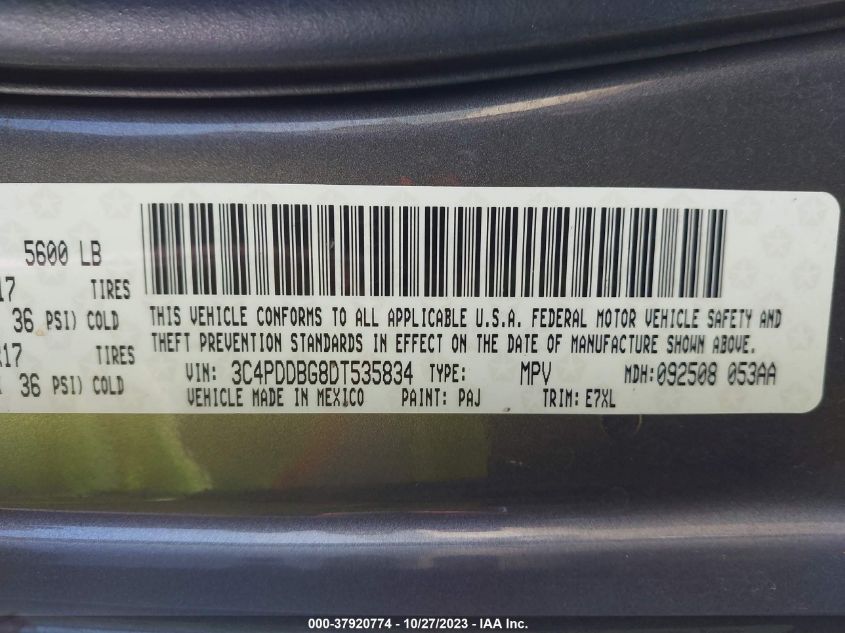 5600 LB
17 TIRES
36 PSI) COLD
R17 TIRES
I 36 PSI) COLD
THIS VEHICLE CONFORMS TO ALL APPLICABLE U.S.A. FEDERAL MOTOR VEHICLE SAFETY AND
THEFT PREVENTION STANDARDS IN EFFECT ON THE DATE OF MANUFACTURE SHOWN ABOVE.
VIN: 3C4PDDBG8DT535834 TYPE: MPV MDH:092508 053AA
VEHICLE MADE IN MEXICO PAINT: PAJ TRIM: E7XL
000-37920774 - 10/27/2023 - IAA Inc.